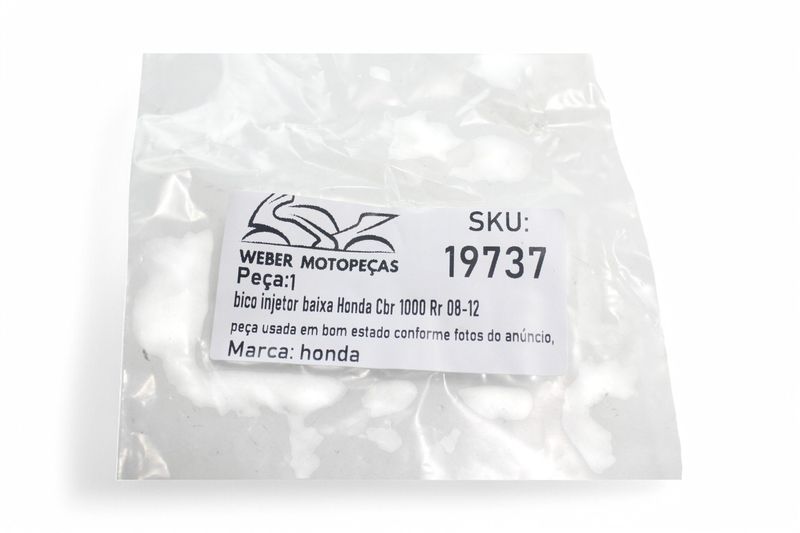 WEBER MOTOPEÇAS
SKU:
19737
Peça:1
bico injetor baixa Honda Cbr 1000 Rr 08-12
peça usada em bom estado conforme fotos do anúncio,
Marca: honda